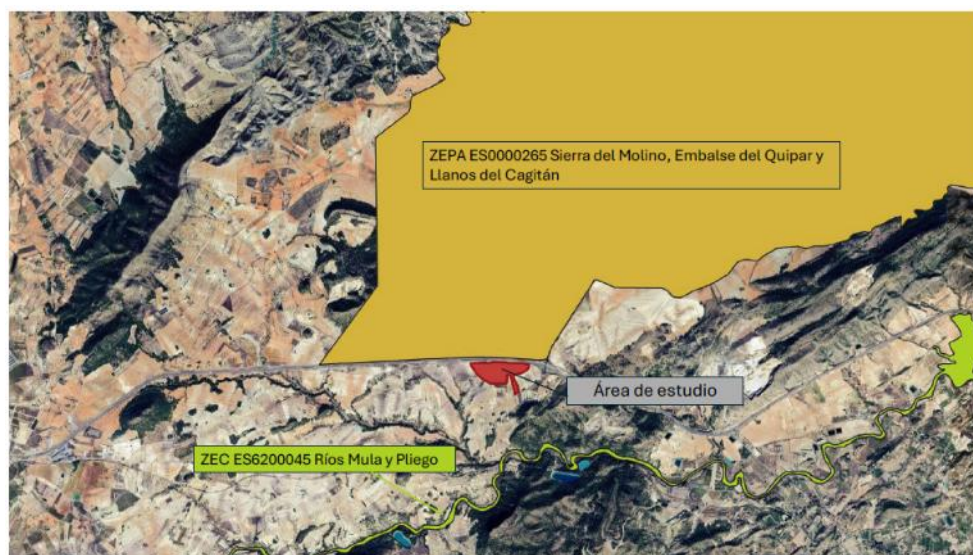 ZEPA ES0000265 Sierra del Molino, Embalse del Quipar y
Llanos del Cagitán
Área de estudio
ZEC ES6200045 Ríos Mula y Pliego